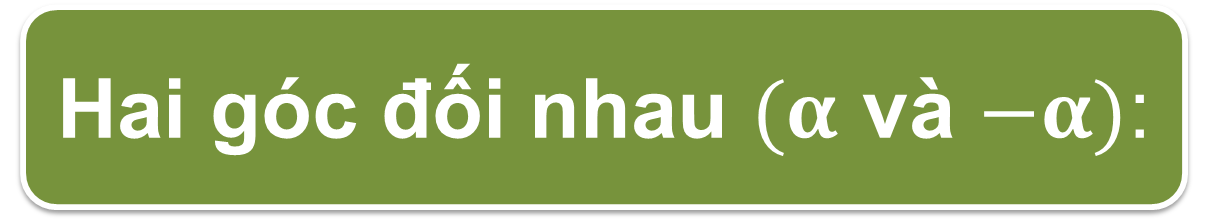 Hai góc đối nhau (α và −α):